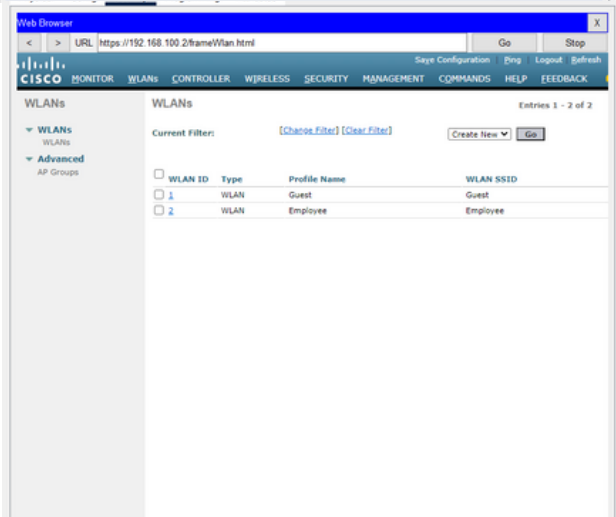 Web Browser X
< > URL https://192.168.100.2/frameWlan.html Go Stop
Save Configuration Ping Logout Refresh
CISCO MONITOR WLANs CONTROLLER WIRELESS SECURITY MANAGEMENT COMMANDS HELP FEEDBACK
WLANs
WLANs
WLANs
Advanced
AP Groups
WLANs Entries 1 - 2 of 2
Current Filter: [Change Filter] [Clear Filter] Create New Go
WLAN ID Type Profile Name WLAN SSID
1 WLAN Guest Guest
2 WLAN Employee Employee